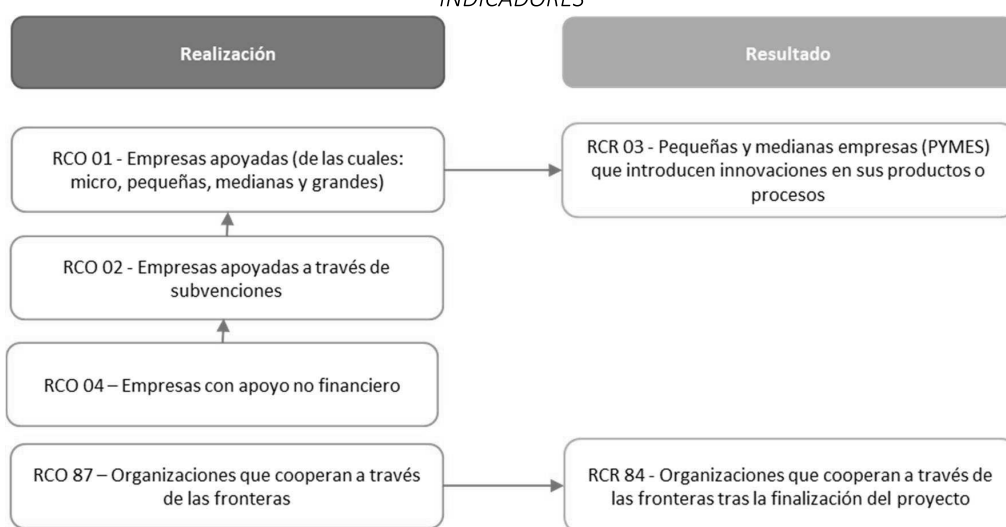 INDICADORES
Realización
Resultado
RCO 01 - Empresas apoyadas (de las cuales:
micro, pequeñas, medianas y grandes)
RCR 03 - Pequeñas y medianas empresas (PYMES)
que introducen innovaciones en sus productos o
procesos
RCO 02 - Empresas apoyadas a través de
subvenciones
RCO 04 – Empresas con apoyo no financiero
RCO 87 – Organizaciones que cooperan a través
de las fronteras
RCR 84 - Organizaciones que cooperan a través de
las fronteras tras la finalización del proyecto